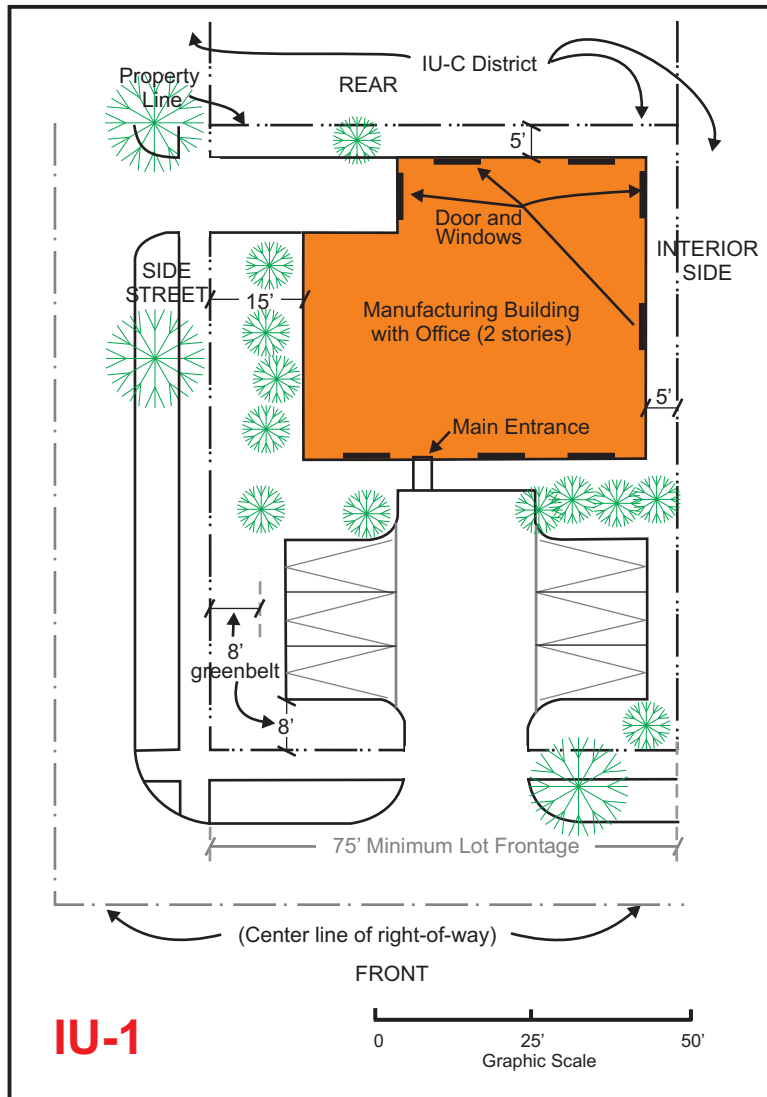 IU-C District
Property
Line
REAR
5’
Door and
Windows
SIDE
STREET
INTERIOR
SIDE
15’
Manufacturing Building
with Office (2 stories)
5’
Main Entrance
8’
greenbelt
8’
75’ Minimum Lot Frontage
(Center line of right-of-way)
FRONT
IU-1
0 25’ 50’
Graphic Scale